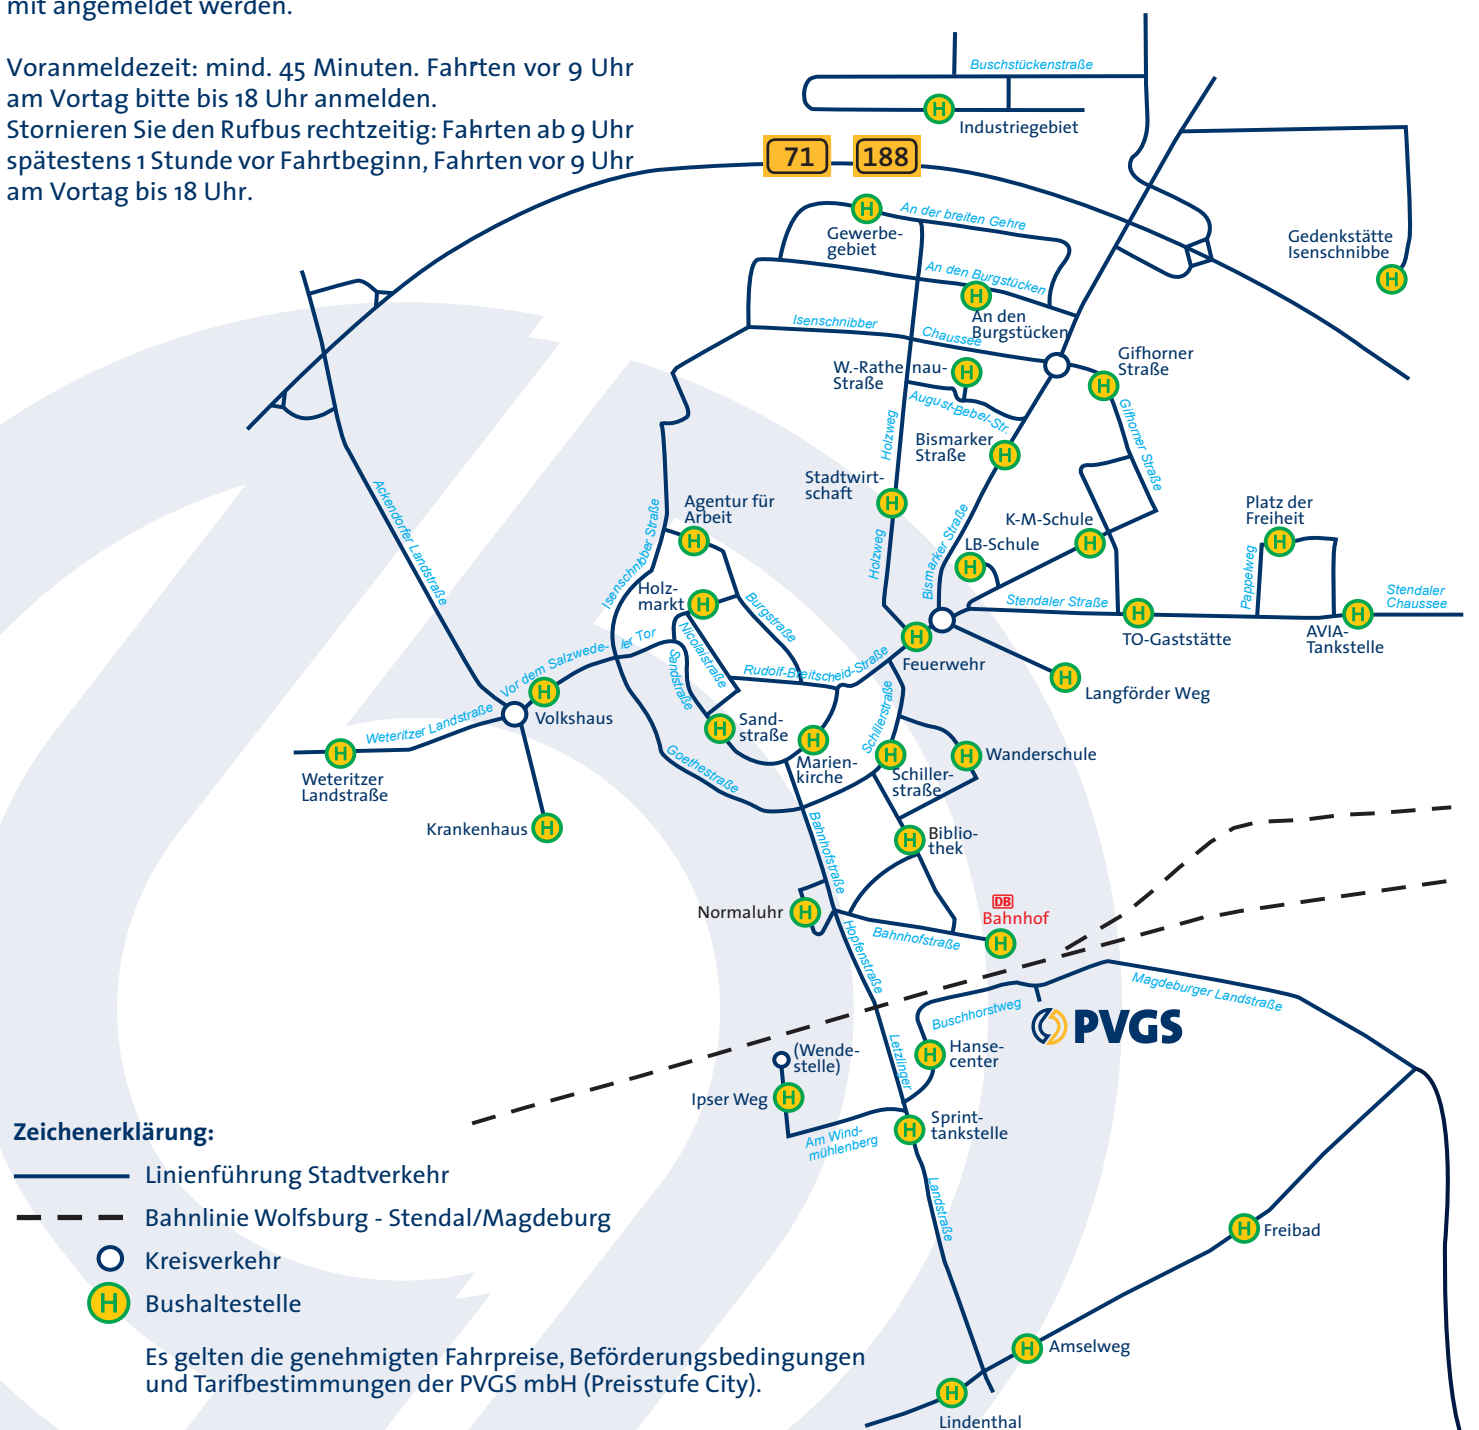 mit angemeldet werden.
Voranmeldezeit: mind. 45 Minuten. Fahrten vor 9 Uhr
am Vortag bitte bis 18 Uhr anmelden.
Stornieren Sie den Rufbus rechtzeitig: Fahrten ab 9 Uhr
spätestens 1 Stunde vor Fahrtbeginn, Fahrten vor 9 Uhr
am Vortag bis 18 Uhr.
Buschstückenstraße
H
Industriegebiet
71
188
H
An der breiten Gehre
Gewerbe-
gebiet
Gedenkstätte
Isenschnibbe
H
An den Burgstücken
H
An den
Burgstücken
Isenschnibber
Chaussee
W.-Rathenau-
Straße
H
Gifhorner
Straße
H
August-Bebel-Str.
Gifhorner Straße
Holzweg
Bismarker
Straße
H
Stadtwirt-
schaft
H
Ackendorfer Landstraße
Isenschnibber Straße
Agentur für
Arbeit
H
Holzweg
Bismarker Straße
K-M-Schule
H
LB-Schule
H
Platz der
Freiheit
H
Pappelweg
Stendaler
Chaussee
Stendaler Straße
H
TO-Gaststätte
H
AVIA-
Tankstelle
Holz-
markt
H
Burgstraße
Nicolaistraße
Sandstraße
Vor dem Salzwede-
ler Tor
Rudolf-Breitscheid-Straße
H
Feuerwehr
H
Langförder Weg
H
Volkshaus
Weteritzer Landstraße
H
Weteritzer
Landstraße
H
Sand-
straße
H
Marien-
kirche
Schillerstraße
H
Schiller-
straße
H
Wanderschule
Goethestraße
Krankenhaus
H
Bahnhofstraße
H
Biblio-
thek
Normaluhr
H
DB
Bahnhof
H
Bahnhofstraße
Hopfenstraße
Magdeburger Landstraße
Buschhorstweg
PVGS
Letzlinger
H
Hanse-
center
(Wende-
stelle)
Ipser Weg
H
Am Wind-
mühlenberg
H
Sprint-
tankstelle
Landstraße
H
Freibad
H
Amselweg
H
Lindenthal
Zeichenerklärung:
Linienführung Stadtverkehr
Bahnlinie Wolfsburg - Stendal/Magdeburg
Kreisverkehr
H
Bushaltestelle
Es gelten die genehmigten Fahrpreise, Beförderungsbedingungen
und Tarifbestimmungen der PVGS mbH (Preisstufe City).